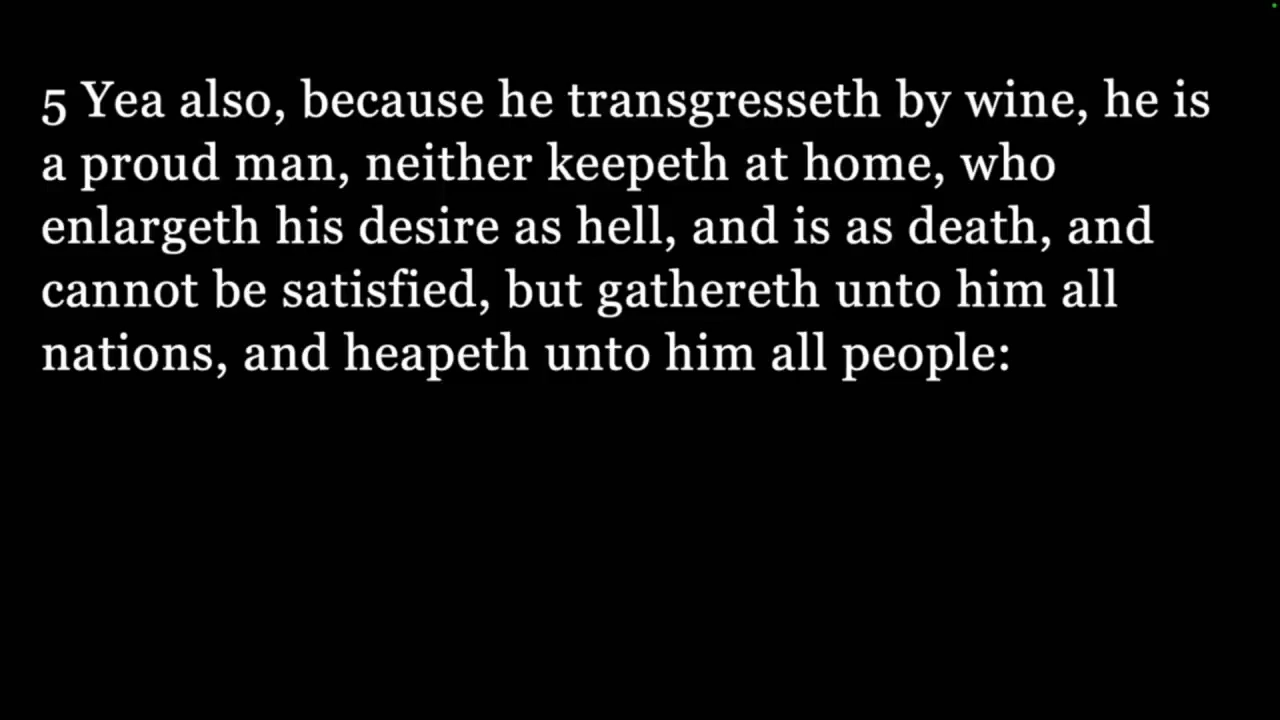 5 Yea also, because he transgresseth by wine, he is
a proud man, neither keepeth at home, who
enlargeth his desire as hell, and is as death, and
cannot be satisfied, but gathereth unto him all
nations, and heapeth unto him all people: